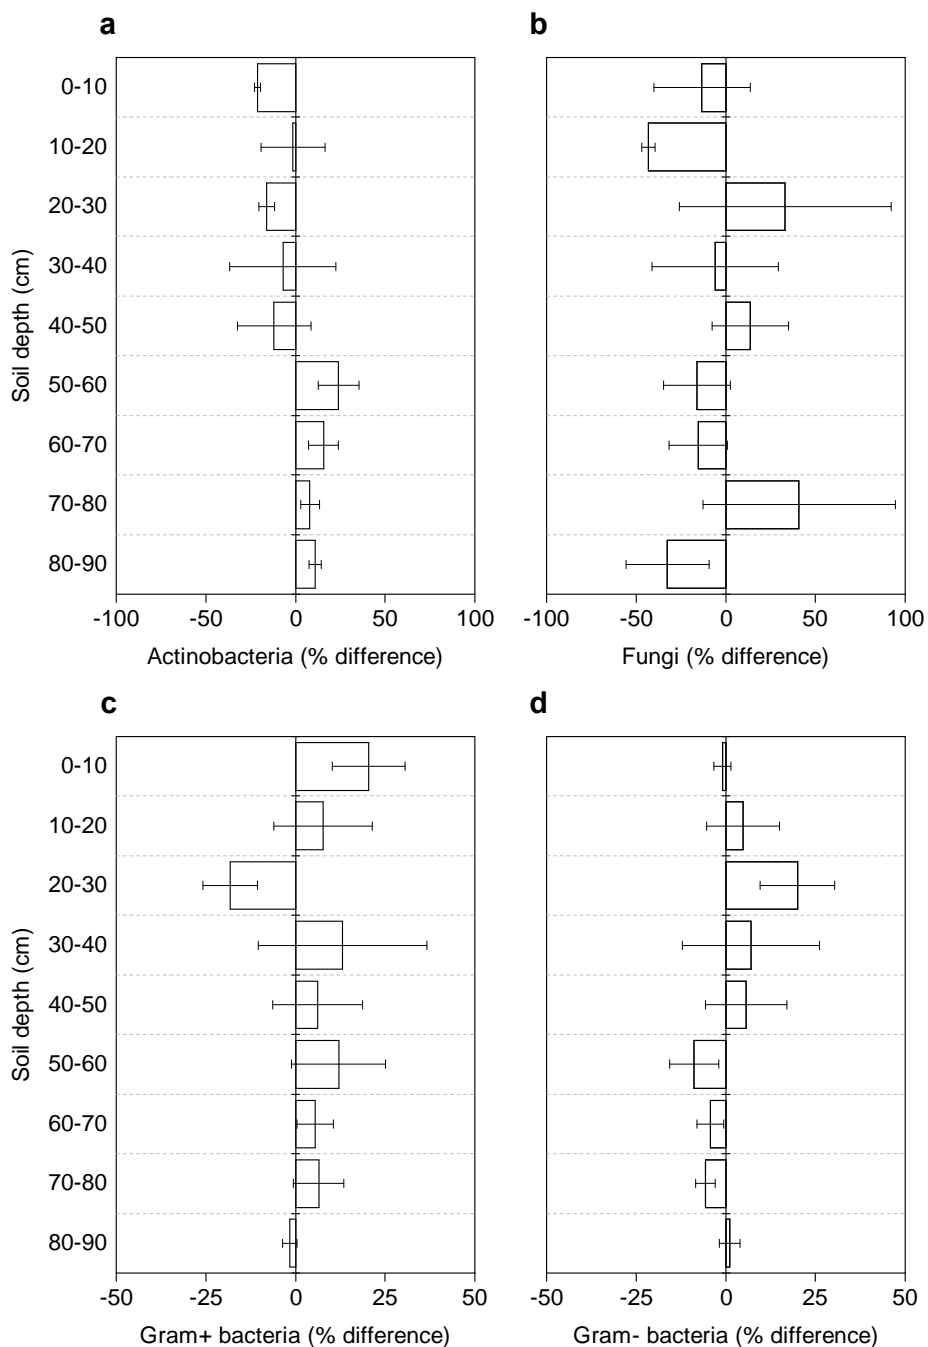 a
b
0-10
10-20
20-30
30-40
40-50
50-60
60-70
70-80
80-90
Soil depth (cm)
-100 -50 0 50 100
-100 -50 0 50 100
Actinobacteria (% difference)
Fungi (% difference)
c
d
0-10
10-20
20-30
30-40
40-50
50-60
60-70
70-80
80-90
Soil depth (cm)
-50 -25 0 25 50
-50 -25 0 25 50
Gram+ bacteria (% difference)
Gram- bacteria (% difference)